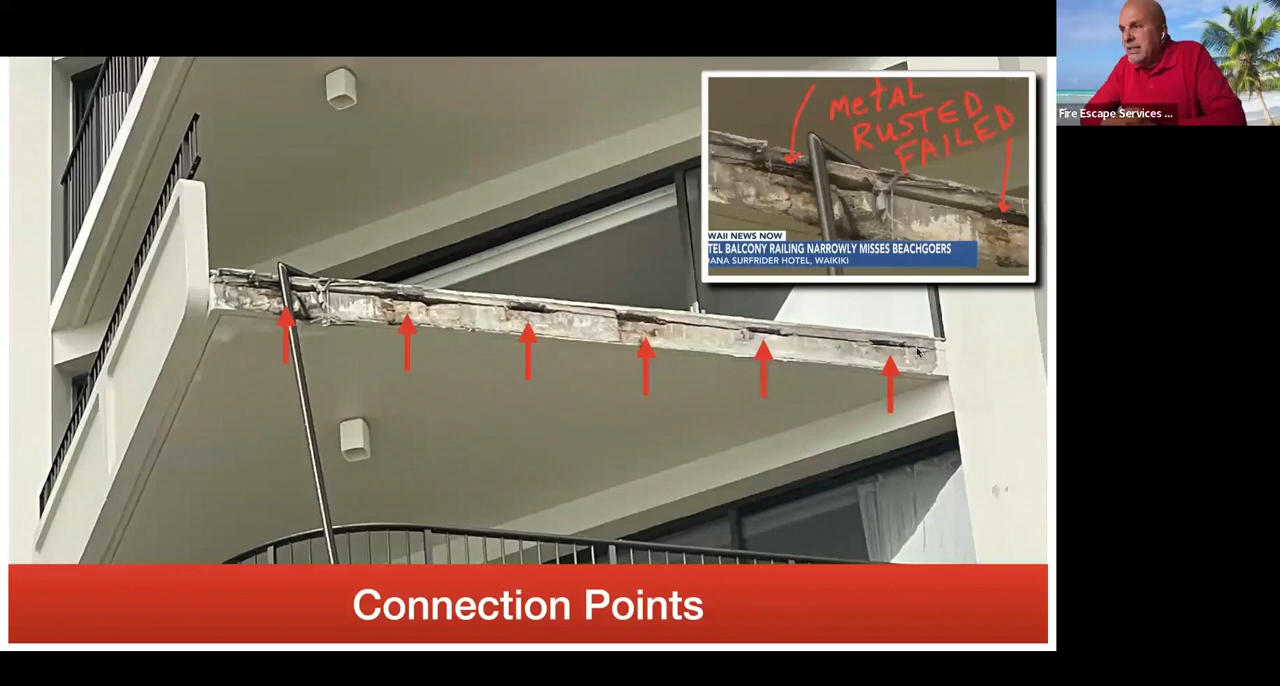 METAL
RUSTED
FAILED
WAII NEWS NOW
TEL BALCONY RAILING NARROWLY MISSES BEACHGOERS
ANA SURFRIDER HOTEL, WAIKIKI
Fire Escape Services ...
Connection Points